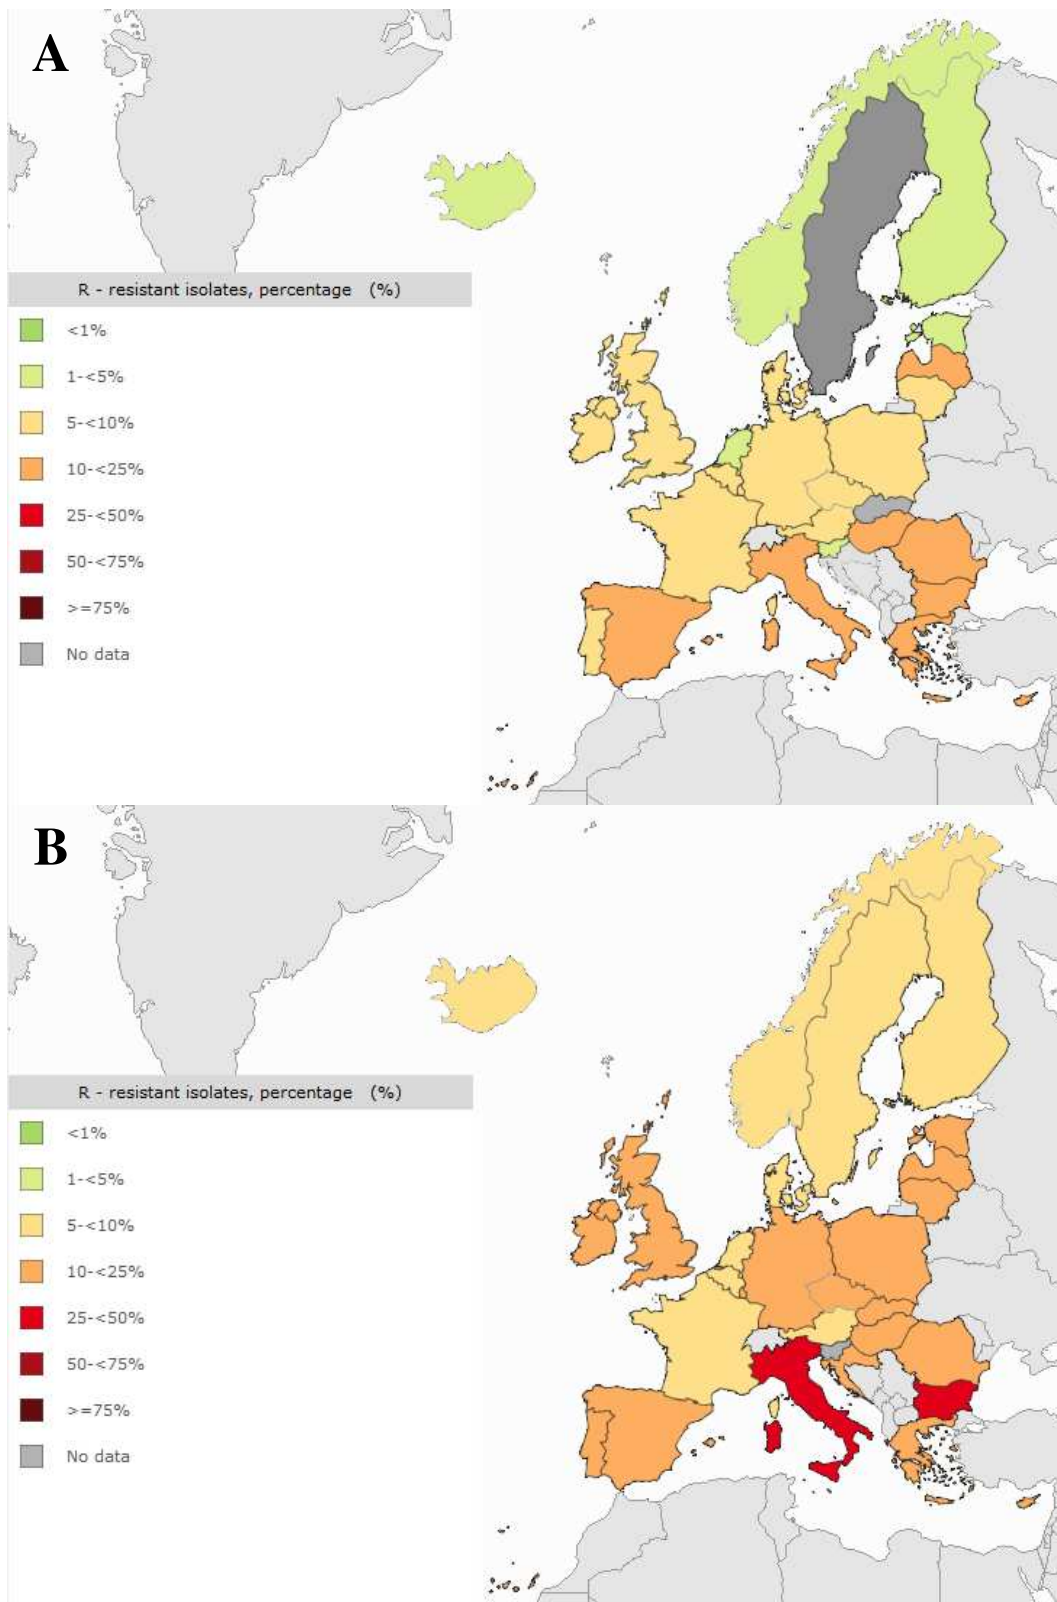 A
R - resistant isolates, percentage (%)
<1%
1-<5%
5-<10%
10-<25%
25-<50%
50-<75%
>=75%
No data
B
R - resistant isolates, percentage (%)
<1%
1-<5%
5-<10%
10-<25%
25-<50%
50-<75%
>=75%
No data